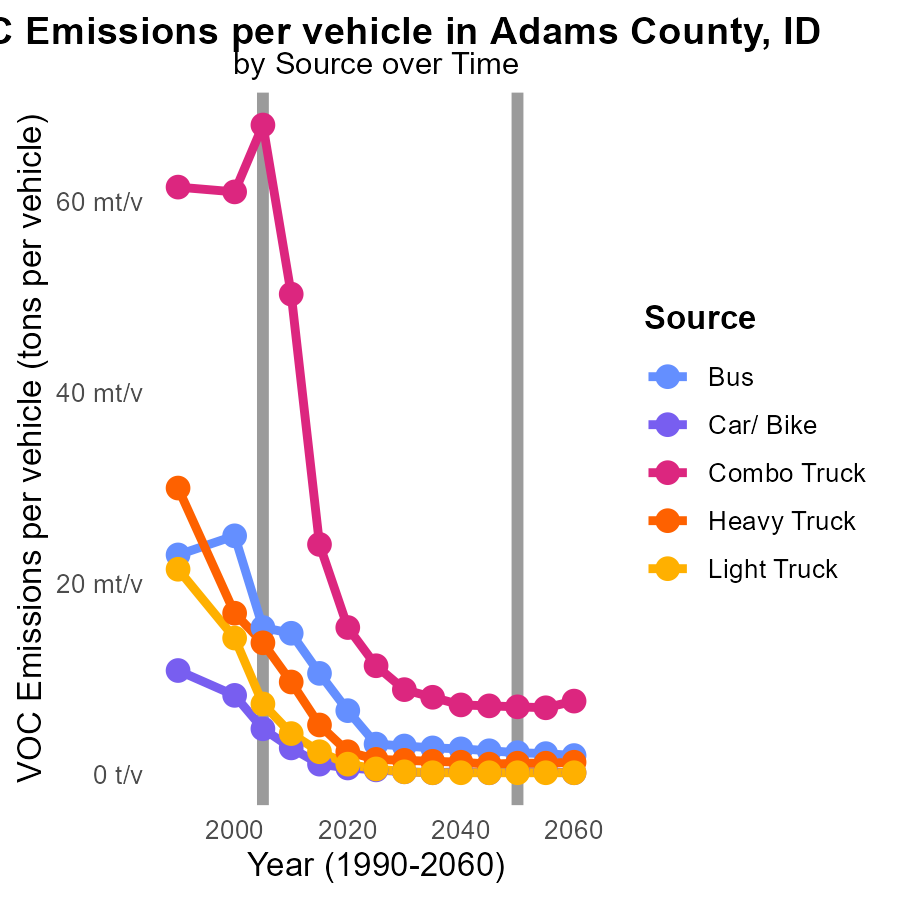 C Emissions per vehicle in Adams County, ID
by Source over Time
VOC Emissions per vehicle (tons per vehicle)
60 mt/v
40 mt/v
20 mt/v
0 t/v
2000 2020 2040 2060
Year (1990-2060)
Source
Bus
Car/ Bike
Combo Truck
Heavy Truck
Light Truck